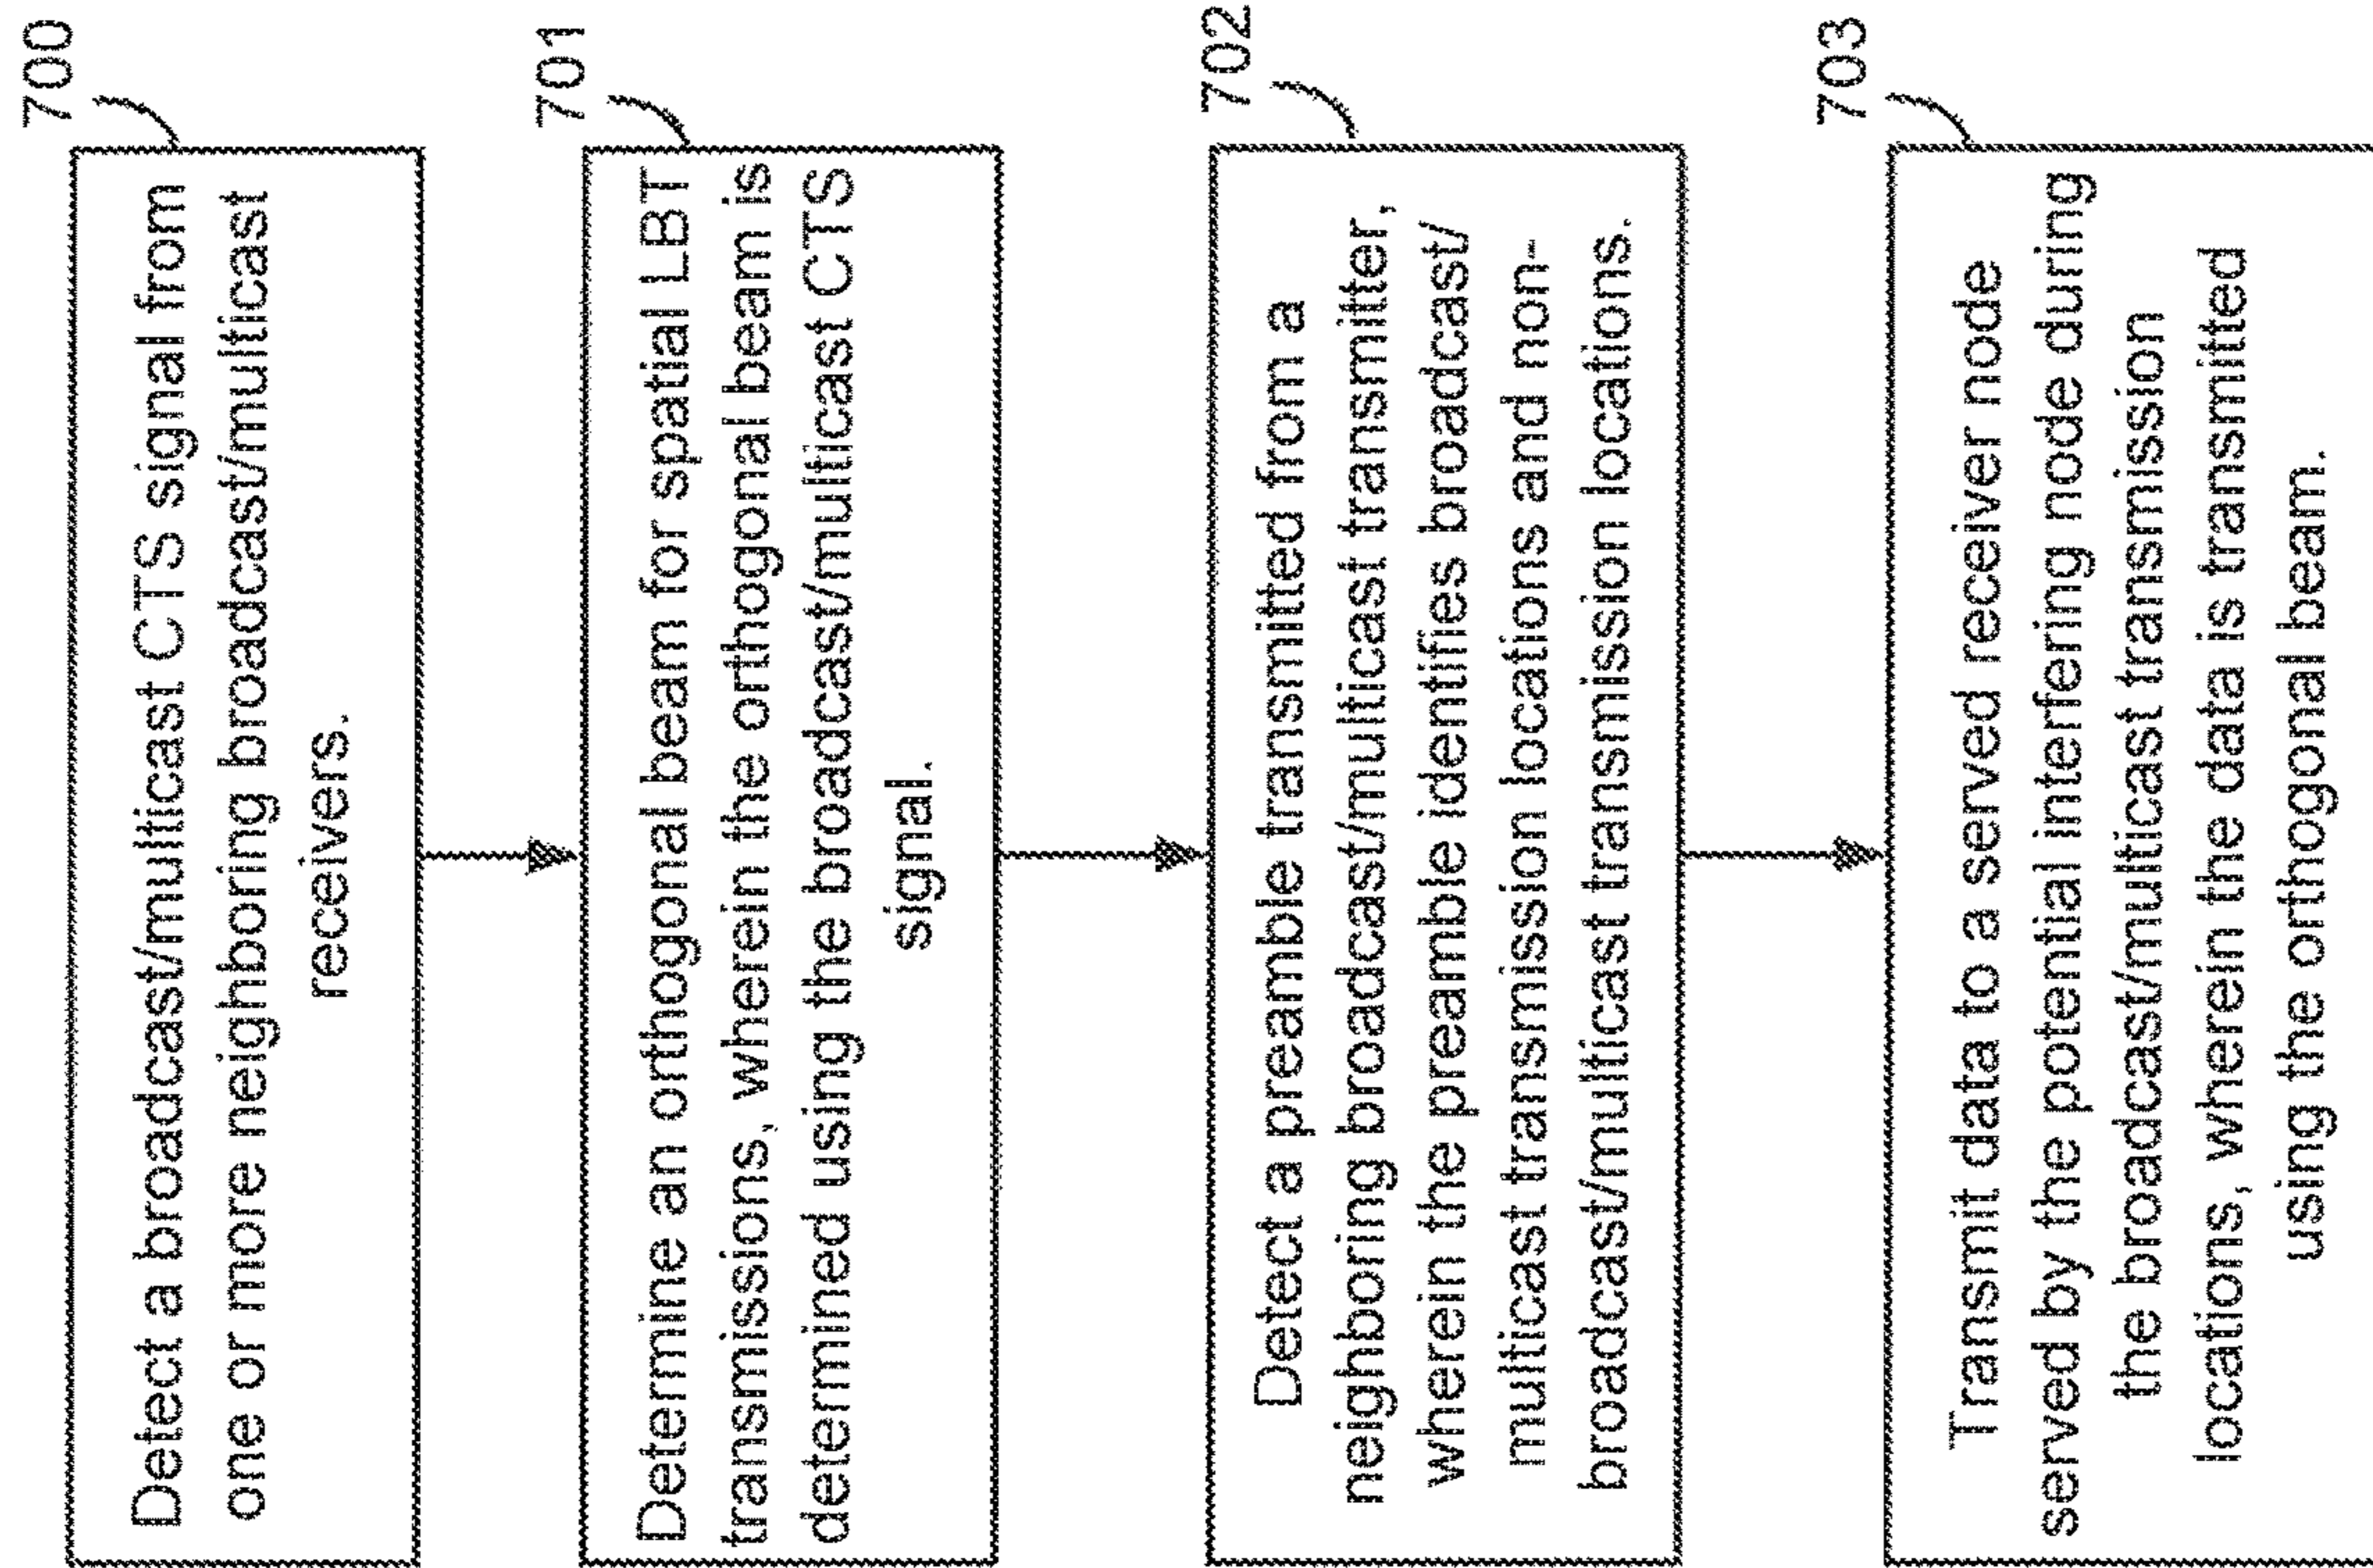 700
Detect a broadcast/multicast CTS signal from
one or more neighboring broadcast/multicast
receivers.
701
Determine an orthogonal beam for spatial LBT
transmissions, wherein the orthogonal beam is
determined using the broadcast/multicast CTS
signal.
702
Detect a preamble transmitted from a
neighboring broadcast/multicast transmitter,
wherein the preamble identifies broadcast/
multicast transmission locations and non-
broadcast/multicast transmission locations.
703
Transmit data to a served receiver node
served by the potential interfering node during
the broadcast/multicast transmission
locations, wherein the data is transmitted
using the orthogonal beam.